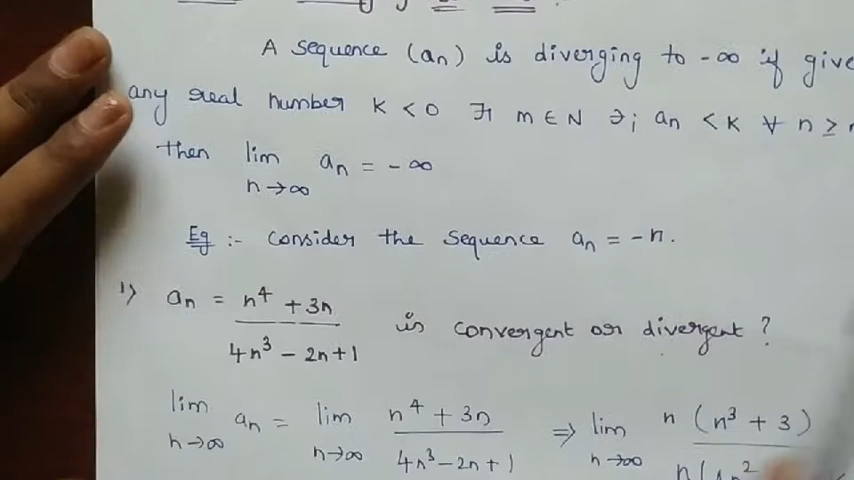 A sequence (aₙ) is diverging to -∞ if give
any real number K < 0 ∃ m ∈ N ∋; aₙ < K ∀ n ≥
then lim n→∞ aₙ = -∞
Eg :- Consider the sequence aₙ = -n.
1) aₙ = (n⁴ + 3n)/(4n³ - 2n + 1) is convergent or divergent ?
lim n→∞ aₙ = lim n→∞ (n⁴ + 3n)/(4n³ - 2n + 1) ⇒ lim n→∞ n (n³ + 3)